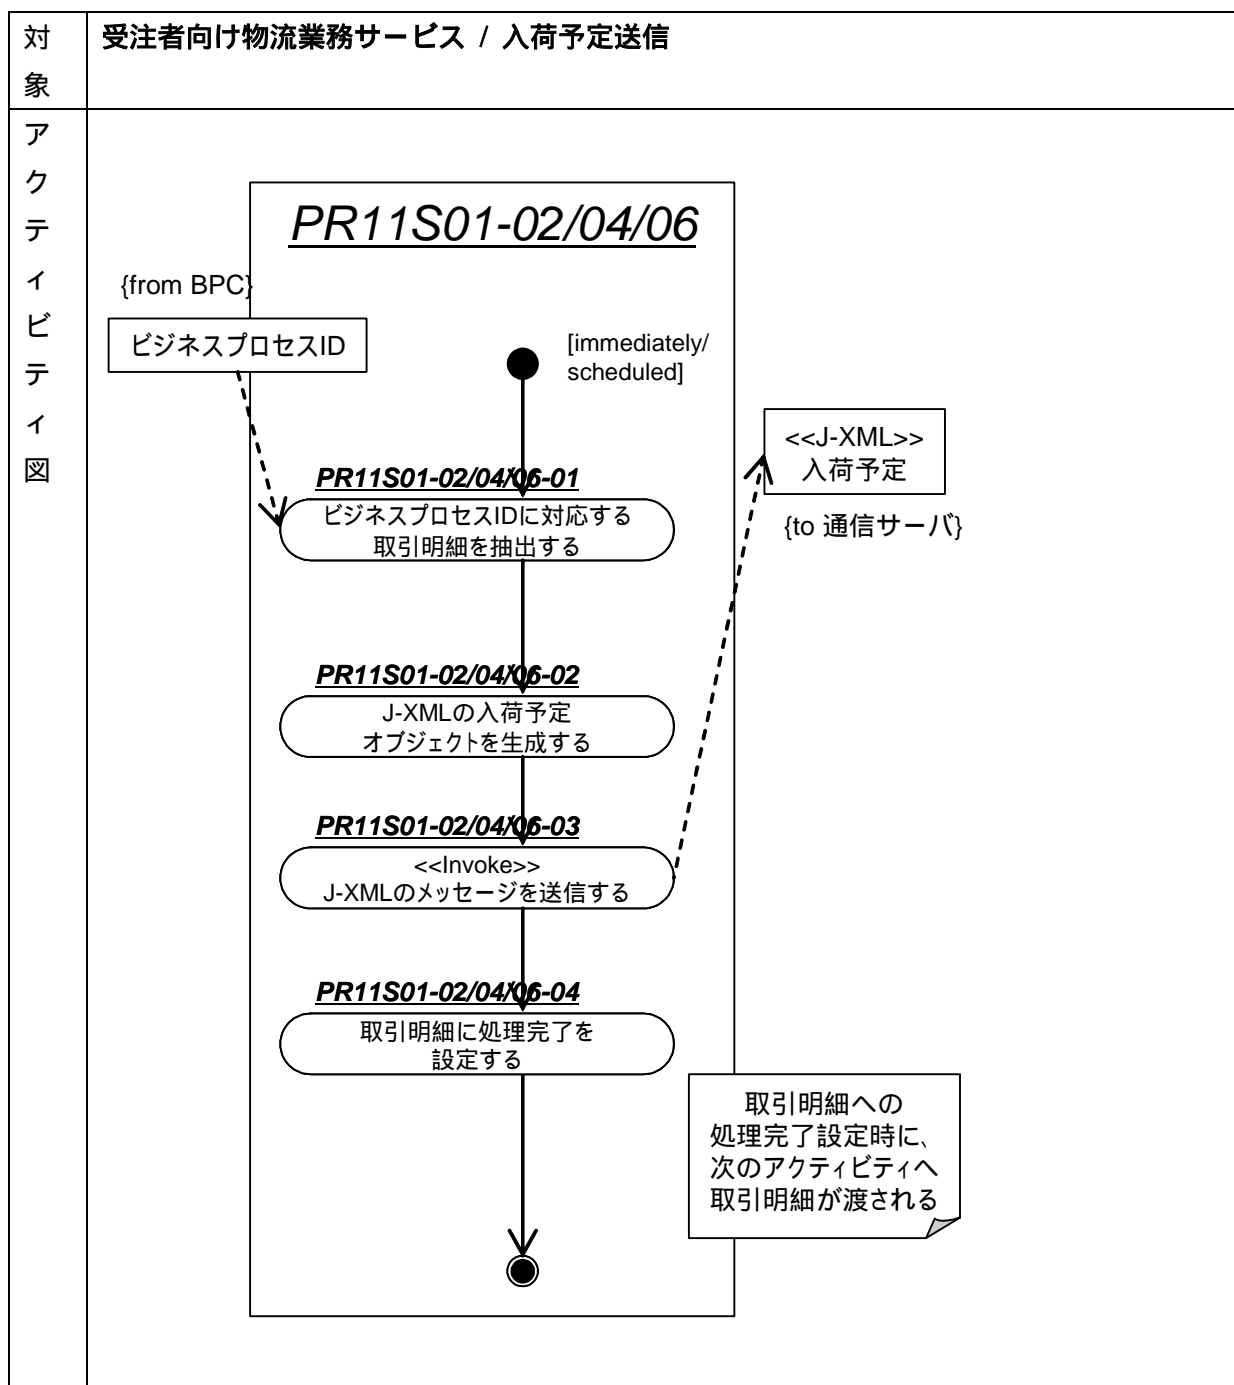 対
象
受注者向け物流業務サービス / 入荷予定送信
ア
ク
テ
ィ
ビ
テ
ィ
図
PR11S01-02/04/06
{from BPC}
ビジネスプロセスID
[immediately/
scheduled]
<<J-XML>>
入荷予定
{to 通信サーバ}
PR11S01-02/04/06-01
ビジネスプロセスIDに対応する
取引明細を抽出する
PR11S01-02/04/06-02
J-XMLの入荷予定
オブジェクトを生成する
PR11S01-02/04/06-03
<<Invoke>>
J-XMLのメッセージを送信する
PR11S01-02/04/06-04
取引明細に処理完了を
設定する
取引明細への
処理完了設定時に、
次のアクティビティへ
取引明細が渡される